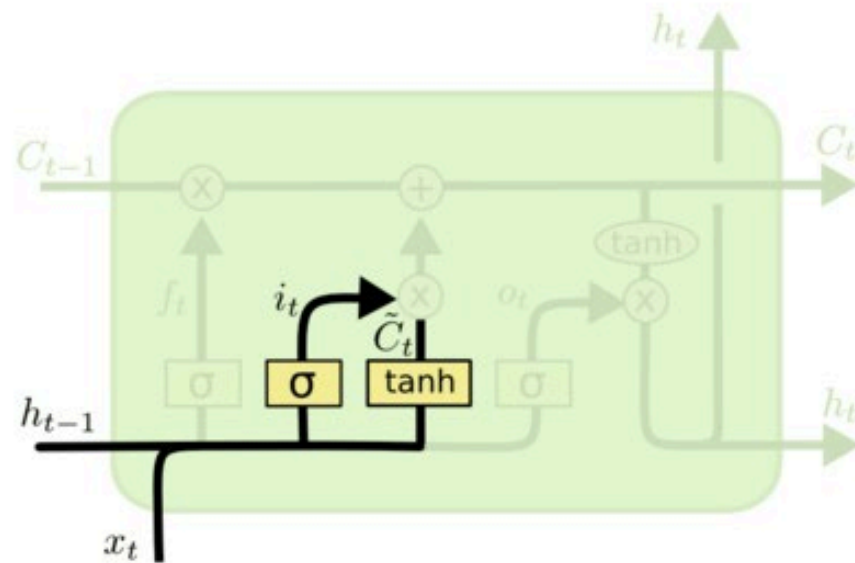 h_t
C_{t-1} × + C_t
tanh
f_t i_t × o_t ×
C̃_t
σ σ tanh σ
h_{t-1} h_t
x_t